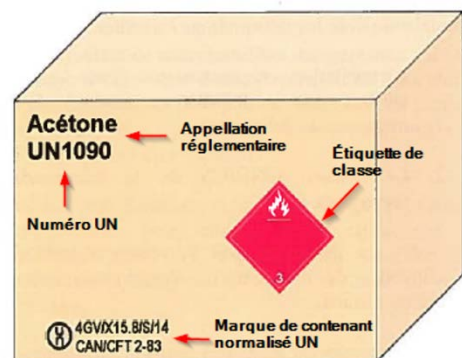 Acétone
UN1090
Appellation
réglementaire
Étiquette de
classe
Numéro UN
3
4GV/X15.8/S/14
CAN/CFT 2-83
Marque de contenant
normalisé UN